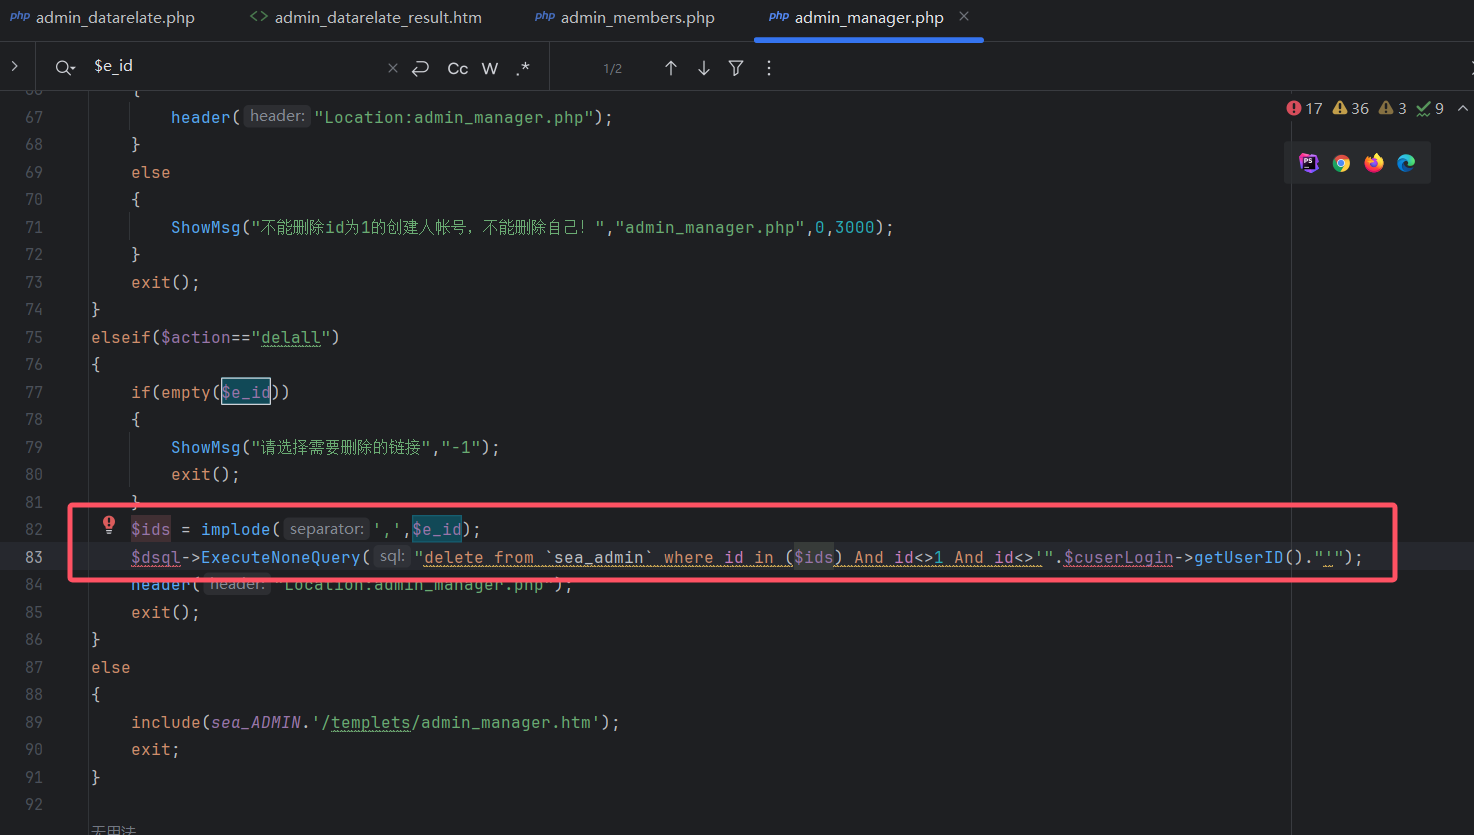 php admin_datarelate.php <> admin_datarelate_result.htm php admin_members.php php admin_manager.php
$e_id Cc W .* 1/2
17 36 3 9
66 {
67 header( header: "Location:admin_manager.php");
68 }
69 else
70 {
71 ShowMsg("不能删除id为1的创建人帐号，不能删除自己！","admin_manager.php",0,3000);
72 }
73 exit();
74 }
75 elseif($action=="delall")
76 {
77 if(empty($e_id))
78 {
79 ShowMsg("请选择需要删除的链接","-1");
80 exit();
81 }
82 $ids = implode( separator: ',',$e_id);
83 $dsql->ExecuteNoneQuery( sql: "delete from `sea_admin` where id in ($ids) And id<>1 And id<>'".$cuserLogin->getUserID()."'");
84 header( header: "Location:admin_manager.php");
85 exit();
86 }
87 else
88 {
89 include(sea_ADMIN.'/templets/admin_manager.htm');
90 exit;
91 }
92
无用法